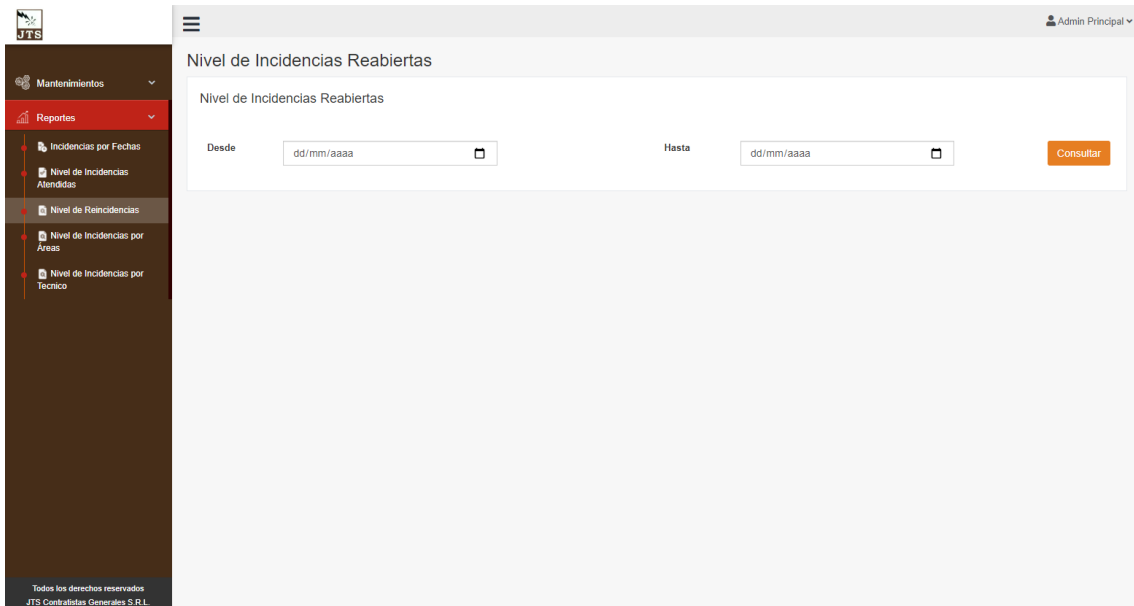 JTS
Admin Principal
Nivel de Incidencias Reabiertas
Mantenimientos
Reportes
Incidencias por Fechas
Nivel de Incidencias
Atendidas
Nivel de Reincidencias
Nivel de Incidencias por
Áreas
Nivel de Incidencias por
Tecnico
Nivel de Incidencias Reabiertas
Desde
dd/mm/aaaa
Hasta
dd/mm/aaaa
Consultar
Todos los derechos reservados
JTS Contratistas Generales S.R.L.